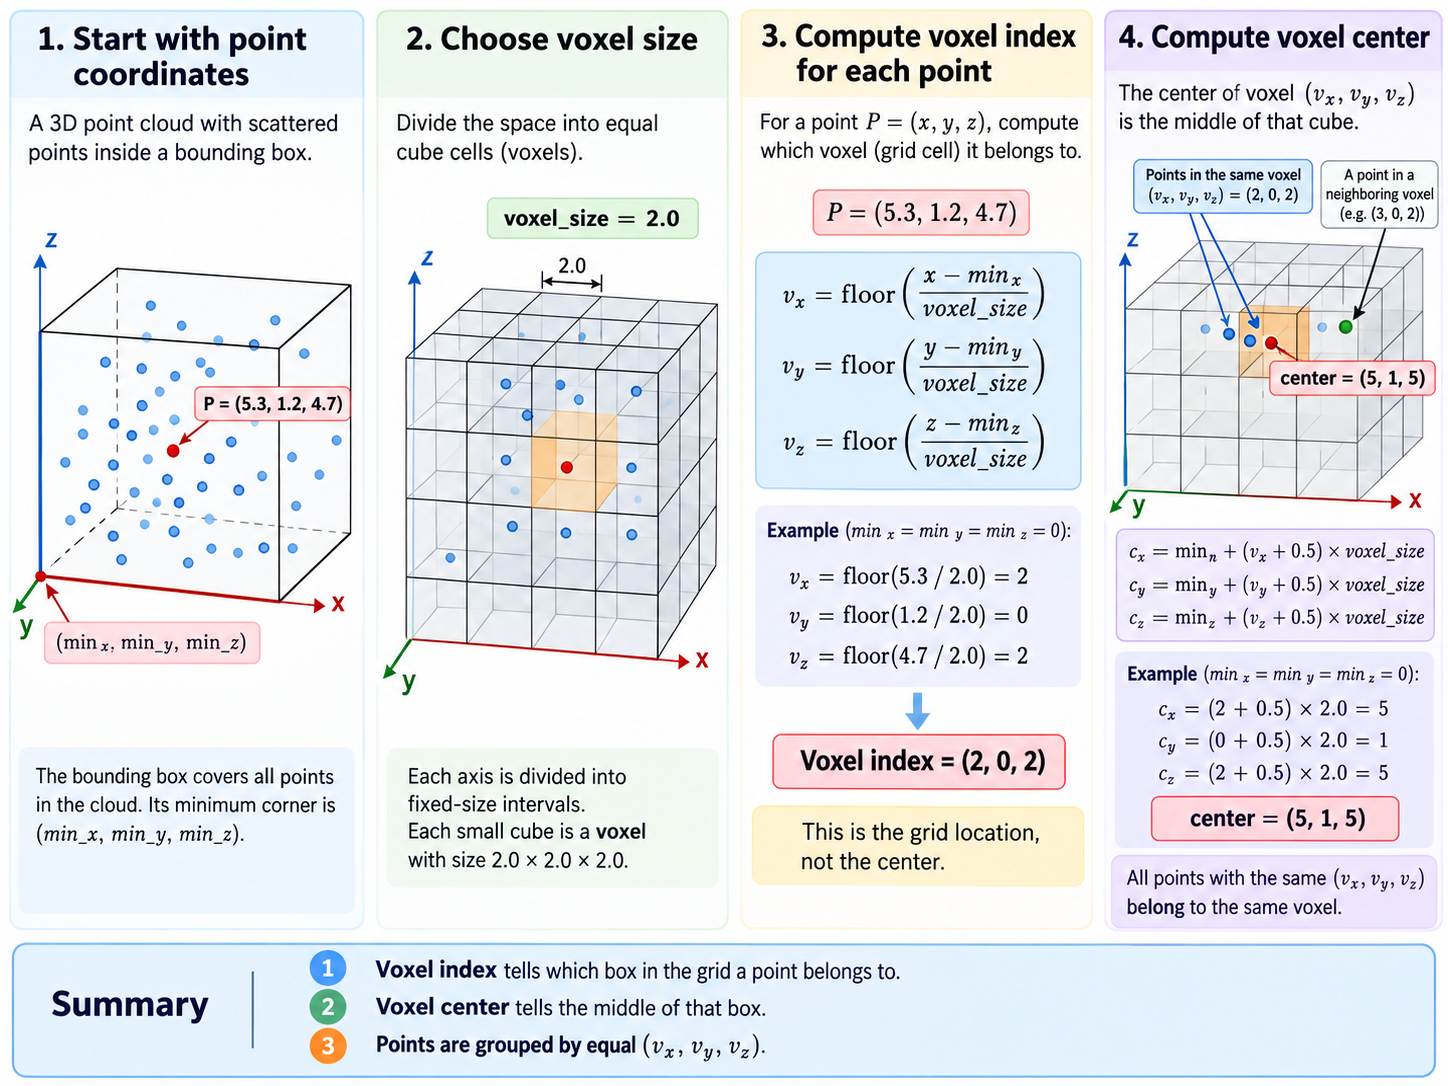 1. Start with point
coordinates
A 3D point cloud with scattered
points inside a bounding box.
z
P = (5.3, 1.2, 4.7)
x
y
(min x, min_y, min_z)
The bounding box covers all points
in the cloud. Its minimum corner is
(min_x, min_y, min_z).
2. Choose voxel size
Divide the space into equal
cube cells (voxels).
voxel_size = 2.0
z
2.0
x
y
Each axis is divided into
fixed-size intervals.
Each small cube is a voxel
with size 2.0 × 2.0 × 2.0.
3. Compute voxel index
for each point
For a point P = (x, y, z), compute
which voxel (grid cell) it belongs to.
P = (5.3, 1.2, 4.7)
v_x = floor( (x − min_x) / voxel_size )
v_y = floor( (y − min_y) / voxel_size )
v_z = floor( (z − min_z) / voxel_size )
Example (min x = min y = min z = 0):
v_x = floor(5.3 / 2.0) = 2
v_y = floor(1.2 / 2.0) = 0
v_z = floor(4.7 / 2.0) = 2
Voxel index = (2, 0, 2)
This is the grid location,
not the center.
4. Compute voxel center
The center of voxel (v_x, v_y, v_z)
is the middle of that cube.
Points in the same voxel
(v_x, v_y, v_z) = (2, 0, 2)
A point in a
neighboring voxel
(e.g. (3, 0, 2))
z
center = (5, 1, 5)
x
y
c_x = min_n + (v_x + 0.5) × voxel_size
c_y = min_y + (v_y + 0.5) × voxel_size
c_z = min_z + (v_z + 0.5) × voxel_size
Example (min x = min y = min z = 0):
c_x = (2 + 0.5) × 2.0 = 5
c_y = (0 + 0.5) × 2.0 = 1
c_z = (2 + 0.5) × 2.0 = 5
center = (5, 1, 5)
All points with the same (v_x, v_y, v_z)
belong to the same voxel.
Summary
1 Voxel index tells which box in the grid a point belongs to.
2 Voxel center tells the middle of that box.
3 Points are grouped by equal (v_x, v_y, v_z).